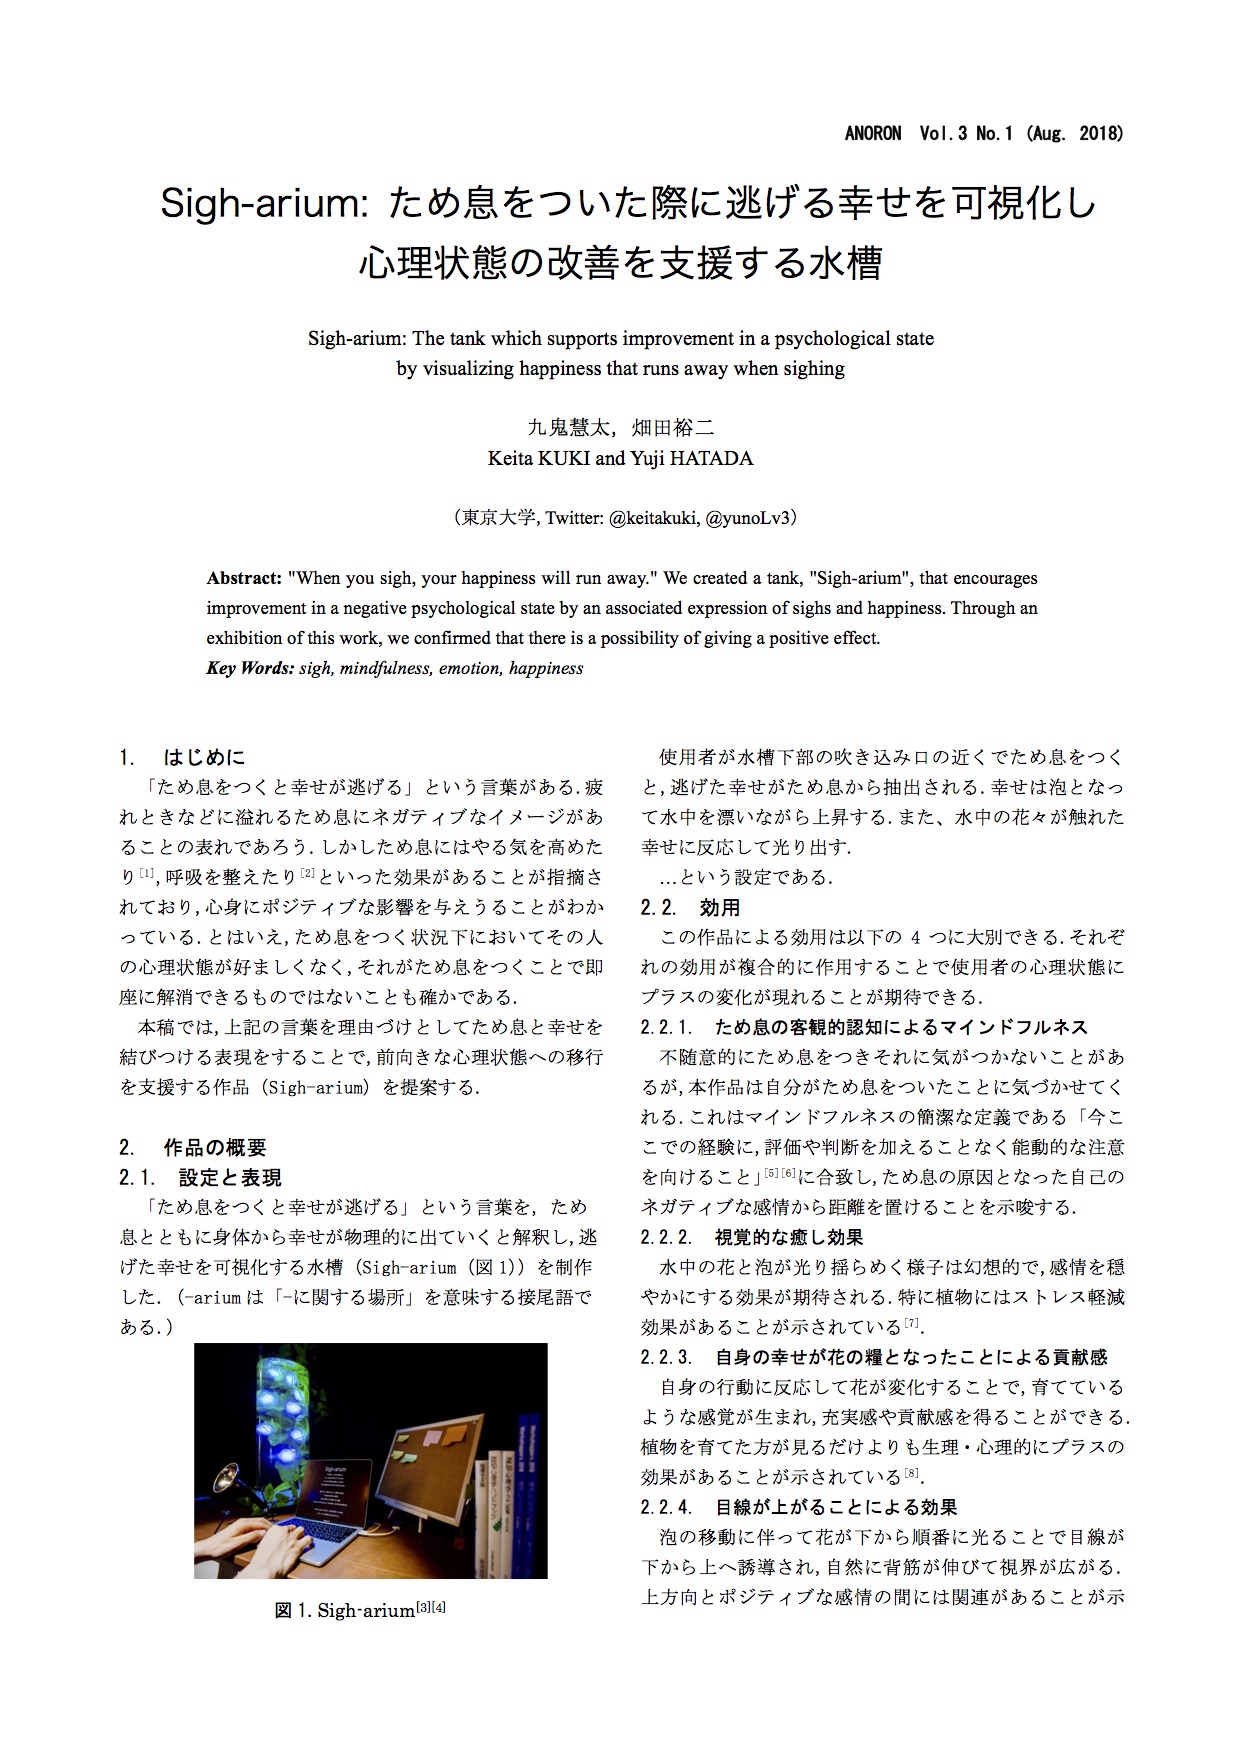 ANORON Vol.3 No.1 (Aug. 2018)
Sigh-arium: ため息をついた際に逃げる幸せを可視化し
心理状態の改善を支援する水槽
Sigh-arium: The tank which supports improvement in a psychological state
by visualizing happiness that runs away when sighing
九鬼慧太, 畑田裕二
Keita KUKI and Yuji HATADA
（東京大学, Twitter: @keitakuki, @yunoLv3）
Abstract: "When you sigh, your happiness will run away." We created a tank, "Sigh-arium", that encourages
improvement in a negative psychological state by an associated expression of sighs and happiness. Through an
exhibition of this work, we confirmed that there is a possibility of giving a positive effect.
Key Words: sigh, mindfulness, emotion, happiness
1. はじめに
「ため息をつくと幸せが逃げる」という言葉がある. 疲
れときなどに溢れるため息にネガティブなイメージがあ
ることの表れであろう. しかしため息にはやる気を高めた
り[1], 呼吸を整えたり[2]といった効果があることが指摘さ
れており, 心身にポジティブな影響を与えうることがわか
っている. とはいえ, ため息をつく状況下においてその人
の心理状態が好ましくなく, それがため息をつくことで即
座に解消できるものではないことも確かである.
本稿では, 上記の言葉を理由づけとしてため息と幸せを
結びつける表現をすることで, 前向きな心理状態への移行
を支援する作品（Sigh-arium）を提案する.
2. 作品の概要
2.1. 設定と表現
「ため息をつくと幸せが逃げる」という言葉を, ため
息とともに身体から幸せが物理的に出ていくと解釈し, 逃
げた幸せを可視化する水槽（Sigh-arium（図1））を制作
した.（-arium は「-に関する場所」を意味する接尾語で
ある.）
Sigh-arium
図 1. Sigh-arium[3][4]
使用者が水槽下部の吹き込み口の近くでため息をつく
と, 逃げた幸せがため息から抽出される. 幸せは泡となっ
て水中を漂いながら上昇する. また、水中の花々が触れた
幸せに反応して光り出す.
…という設定である.
2.2. 効用
この作品による効用は以下の 4 つに大別できる. それぞ
れの効用が複合的に作用することで使用者の心理状態に
プラスの変化が現れることが期待できる.
2.2.1. ため息の客観的認知によるマインドフルネス
不随意的にため息をつきそれに気がつかないことがあ
るが, 本作品は自分がため息をついたことに気づかせてく
れる. これはマインドフルネスの簡潔な定義である「今こ
こでの経験に, 評価や判断を加えることなく能動的な注意
を向けること」[5][6]に合致し, ため息の原因となった自己の
ネガティブな感情から距離を置けることを示唆する.
2.2.2. 視覚的な癒し効果
水中の花と泡が光り揺らめく様子は幻想的で, 感情を穏
やかにする効果が期待される. 特に植物にはストレス軽減
効果があることが示されている[7].
2.2.3. 自身の幸せが花の糧となったことによる貢献感
自身の行動に反応して花が変化することで, 育てている
ような感覚が生まれ, 充実感や貢献感を得ることができる.
植物を育てた方が見るだけよりも生理・心理的にプラスの
効果があることが示されている[8].
2.2.4. 目線が上がることによる効果
泡の移動に伴って花が下から順番に光ることで目線が
下から上へ誘導され, 自然に背筋が伸びて視界が広がる.
上方向とポジティブな感情の間には関連があることが示